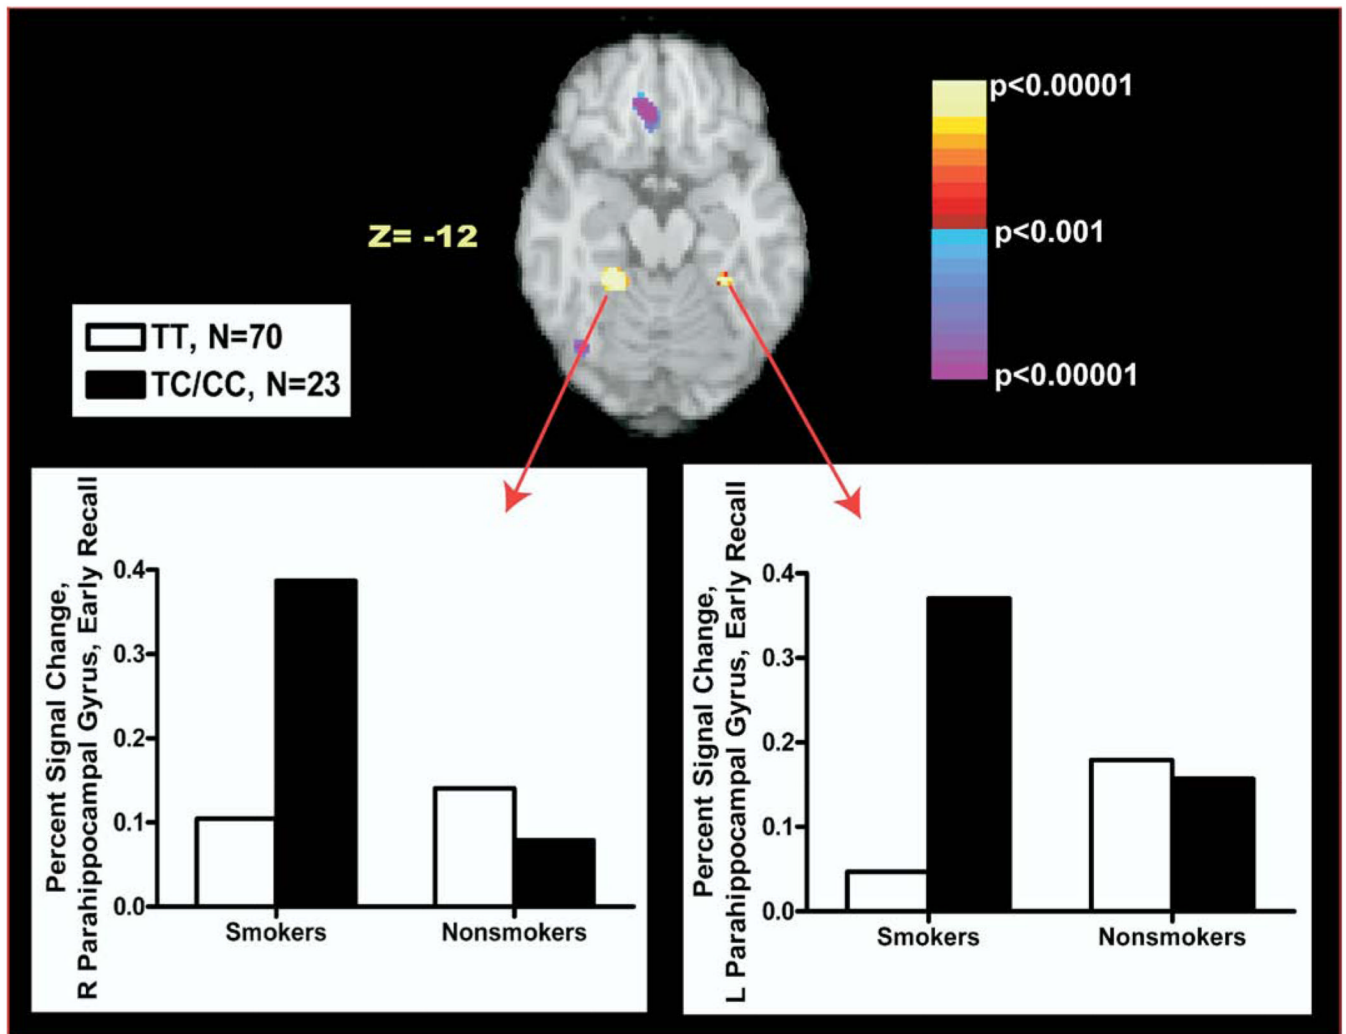 p<0.00001
Z= -12
p<0.001
p<0.00001
TT, N=70
TC/CC, N=23
Percent Signal Change,
R Parahippocampal Gyrus, Early Recall
0.4
0.3
0.2
0.1
0.0
Smokers Nonsmokers
Percent Signal Change,
L Parahippocampal Gyrus, Early Recall
0.4
0.3
0.2
0.1
0.0
Smokers Nonsmokers